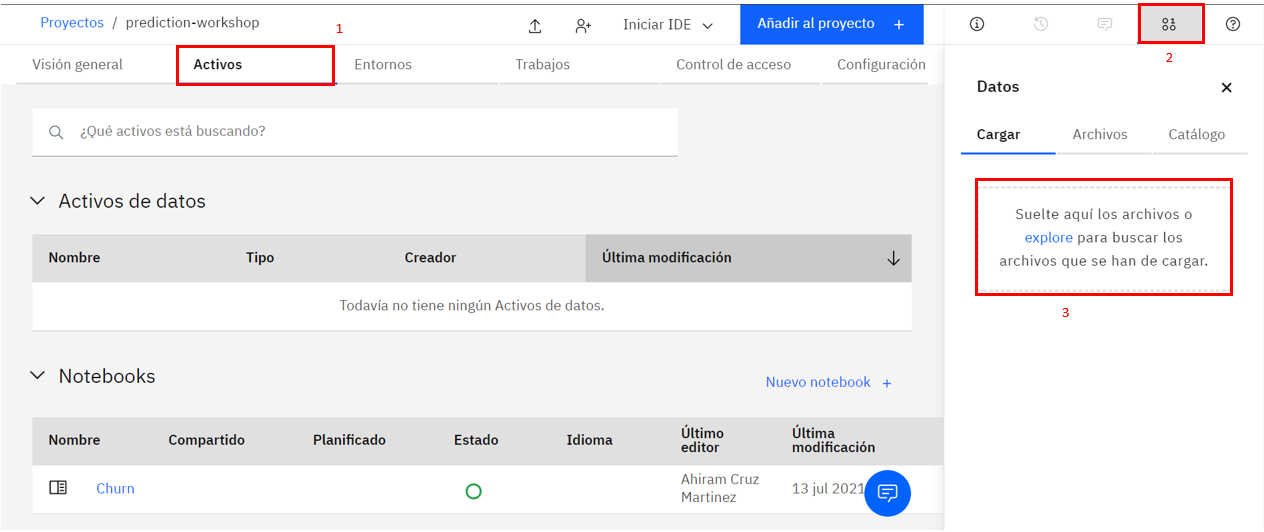 Proyectos / prediction-workshop
1
Iniciar IDE
Añadir al proyecto +
2
Visión general
Activos
Entornos
Trabajos
Control de acceso
Configuración
¿Qué activos está buscando?
Activos de datos
Nombre Tipo Creador Última modificación
Todavía no tiene ningún Activos de datos.
Notebooks
Nuevo notebook +
Nombre Compartido Planificado Estado Idioma Último editor Última modificación
Churn
Ahiram Cruz
Martinez
13 jul 2021
Datos
Cargar Archivos Catálogo
Suelte aquí los archivos o
explore para buscar los
archivos que se han de cargar.
3